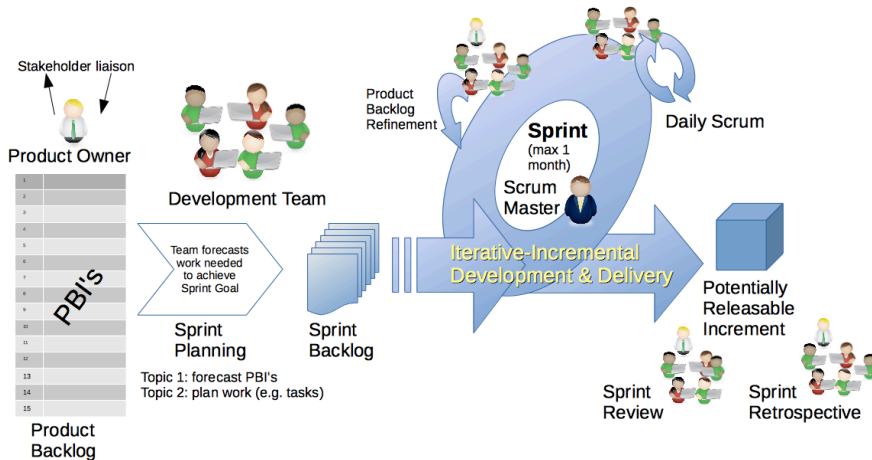 Stakeholder liaison
Product Owner
1
2
3
4
5
6
7
8
9
10
11
12
13
14
15
PBI's
Product
Backlog
Development Team
Team forecasts
work needed
to achieve
Sprint Goal
Sprint
Planning
Topic 1: forecast PBI's
Topic 2: plan work (e.g. tasks)
Sprint
Backlog
Product
Backlog
Refinement
Sprint
(max 1
month)
Scrum
Master
Daily Scrum
Iterative-Incremental
Development & Delivery
Potentially
Releasable
Increment
Sprint
Review
Sprint
Retrospective